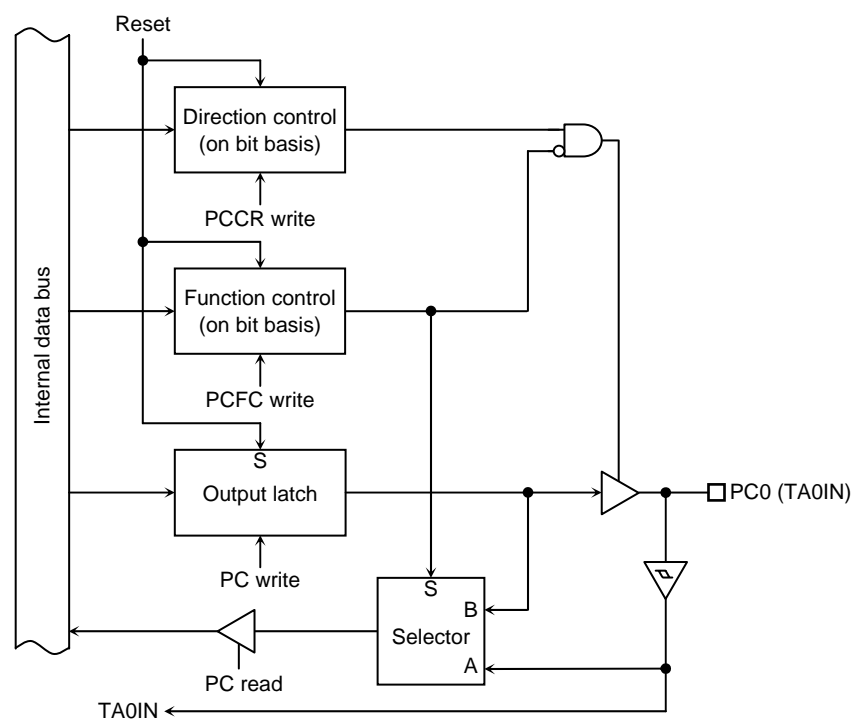 Reset
Direction control
(on bit basis)
PCCR write
Internal data bus
Function control
(on bit basis)
PCFC write
S
Output latch
PC0 (TA0IN)
PC write
S
B
Selector
A
PC read
TA0IN